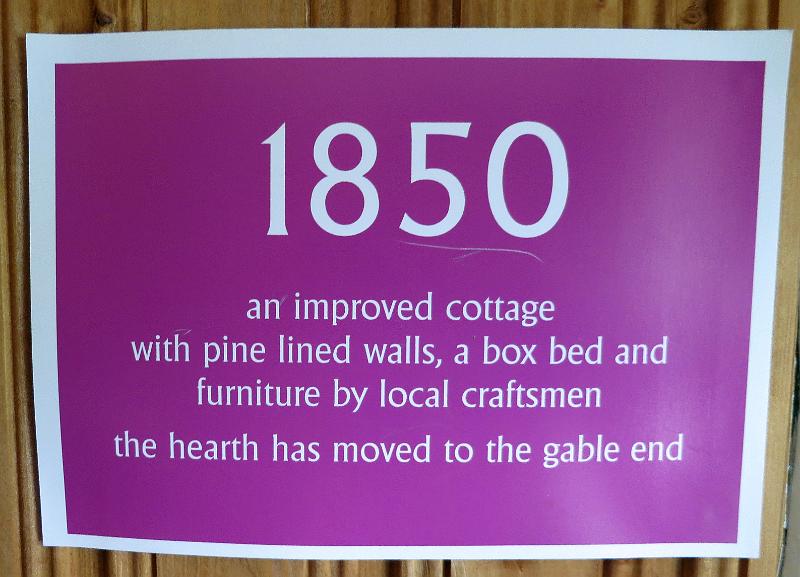 1850
an improved cottage
with pine lined walls, a box bed and
furniture by local craftsmen
the hearth has moved to the gable end